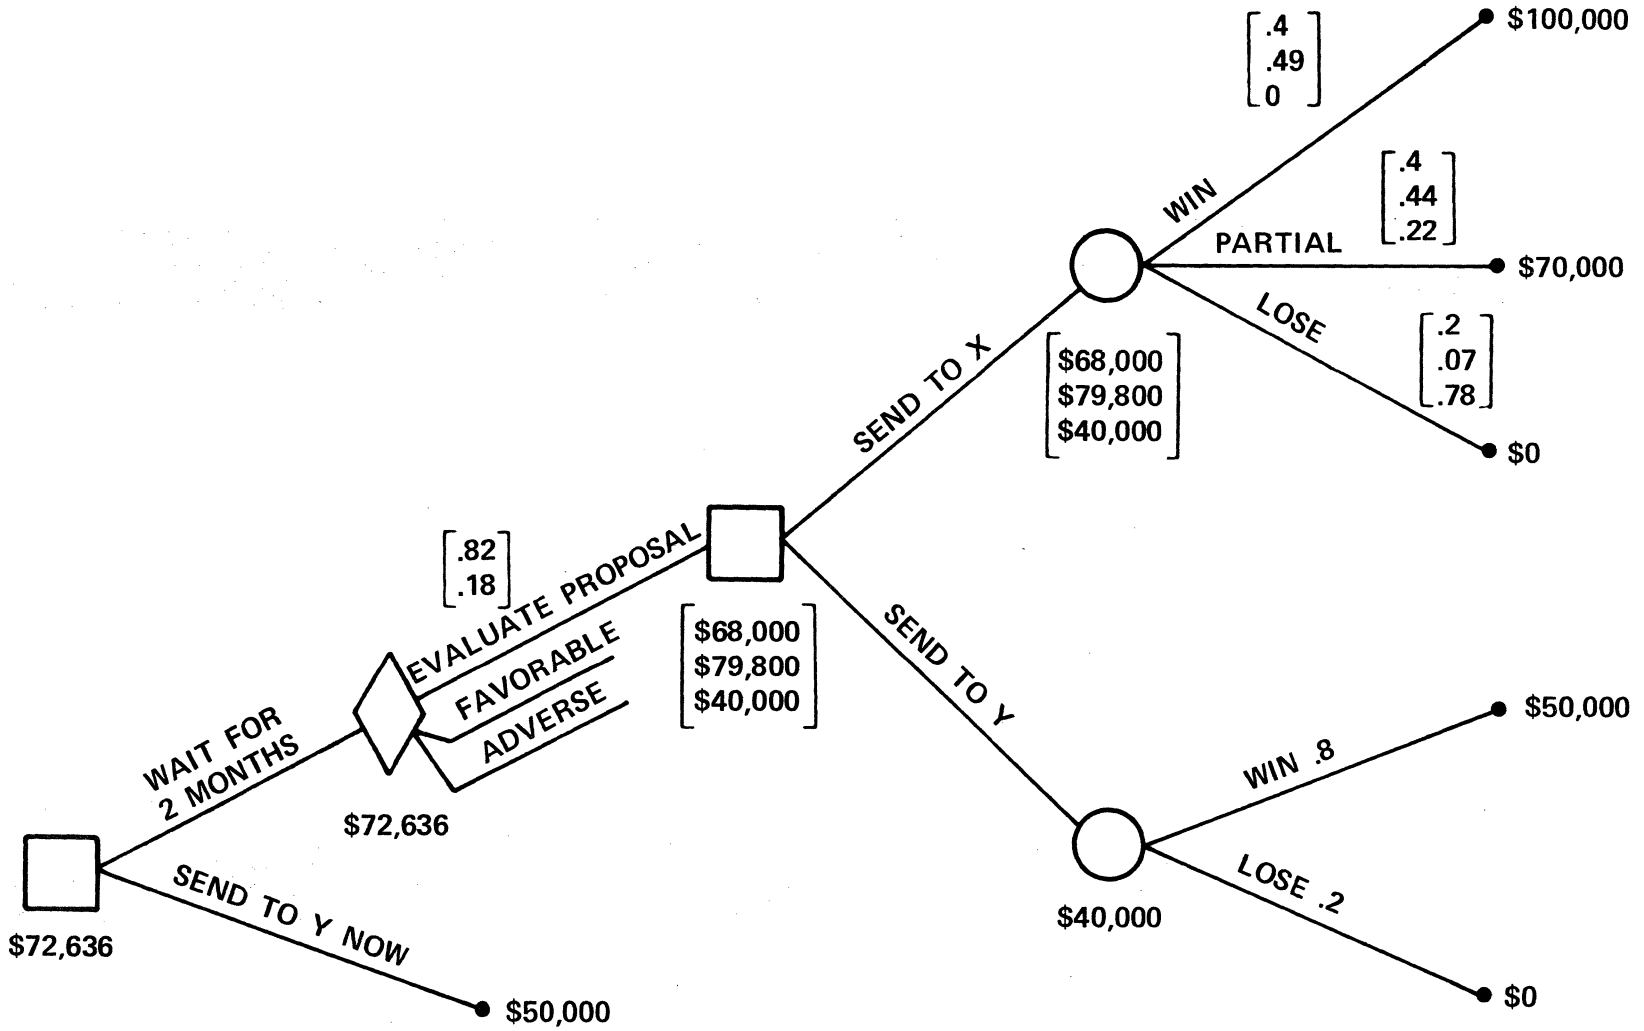 .4
.49
0
$100,000
WIN
.4
.44
.22
PARTIAL
$70,000
LOSE
.2
.07
.78
$0
$68,000
$79,800
$40,000
SEND TO X
.82
.18
EVALUATE PROPOSAL
FAVORABLE
ADVERSE
$68,000
$79,800
$40,000
SEND TO Y
WAIT FOR
2 MONTHS
$72,636
WIN .8
$50,000
LOSE .2
$40,000
$0
SEND TO Y NOW
$72,636
$50,000